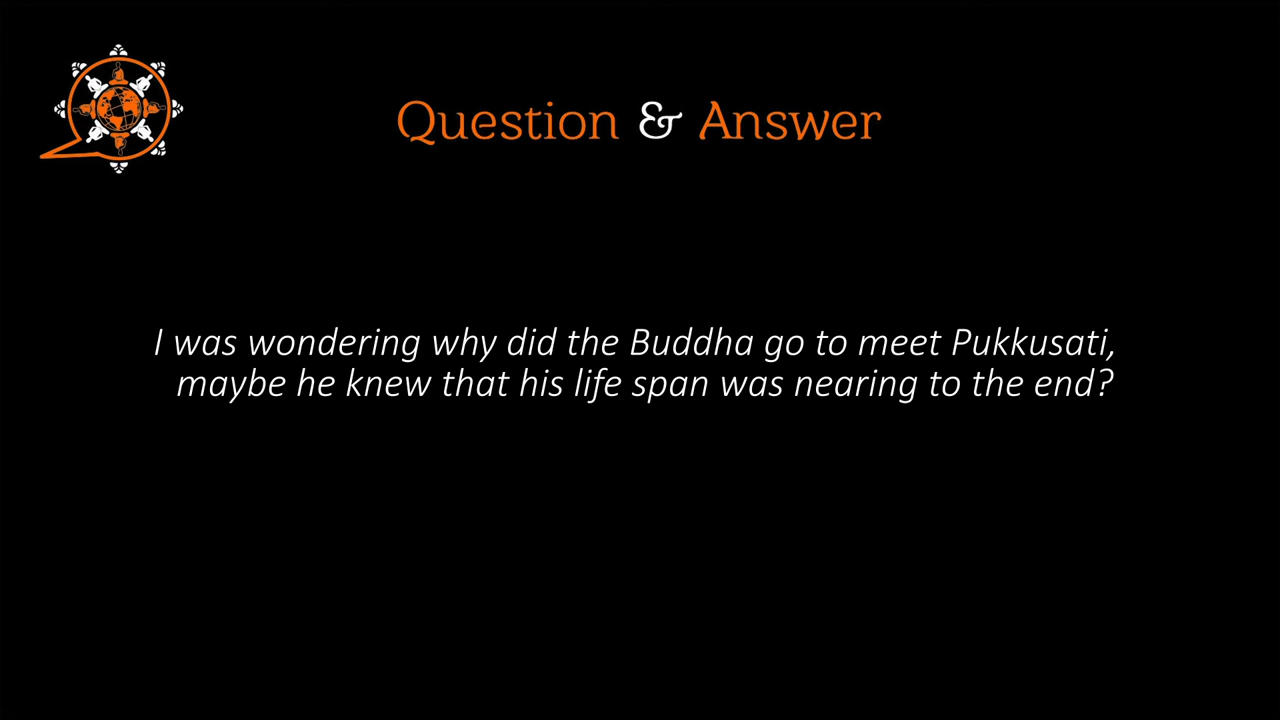 Question & Answer
I was wondering why did the Buddha go to meet Pukkusati,
maybe he knew that his life span was nearing to the end?